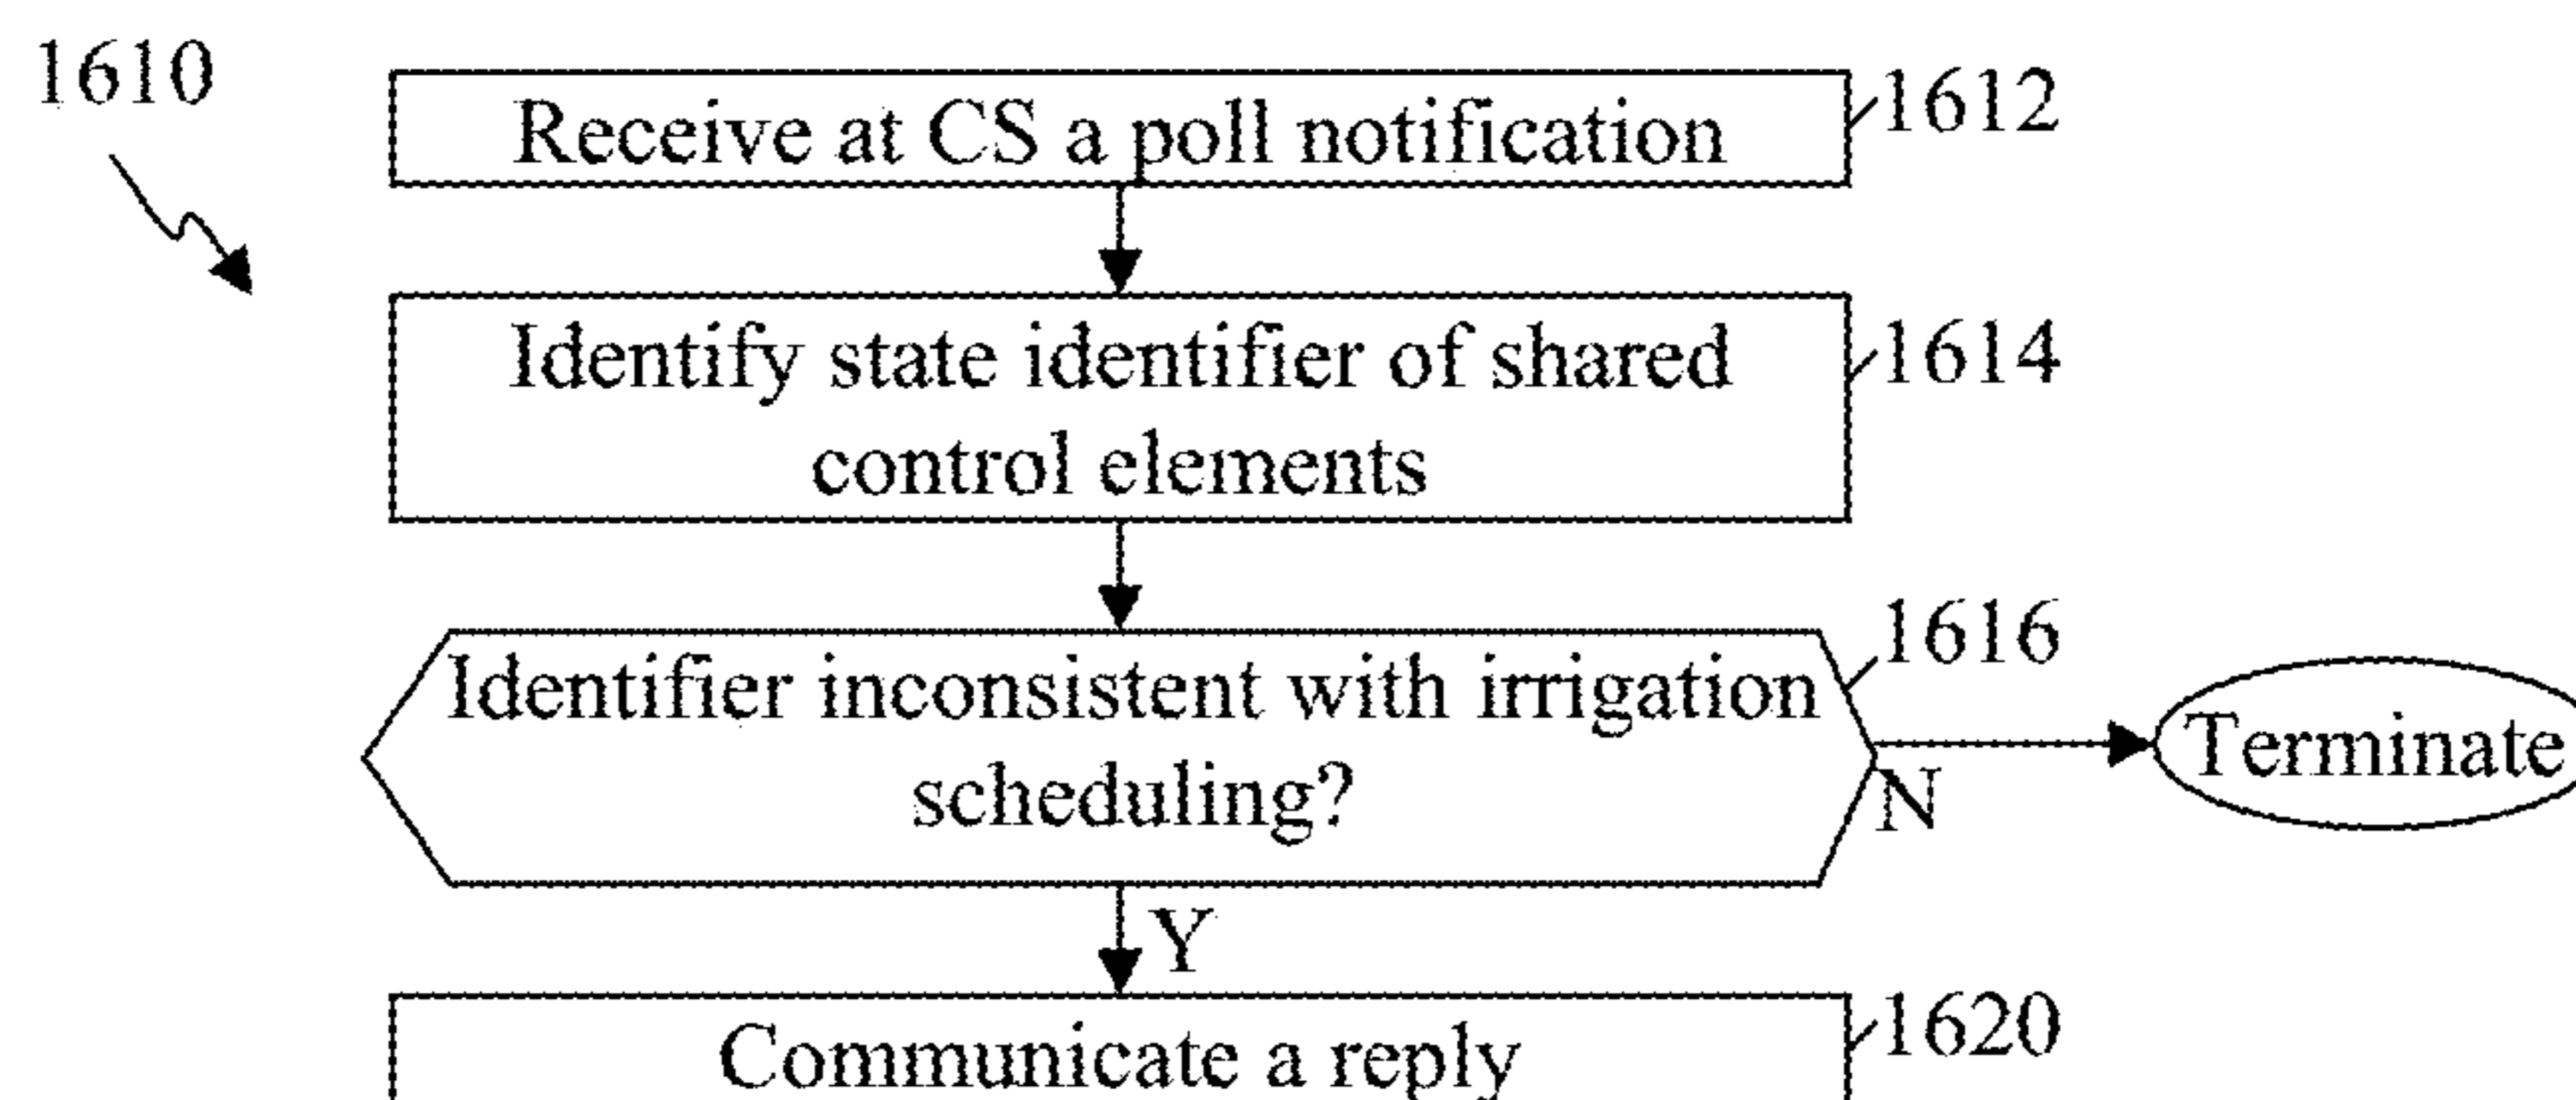 1610
Receive at CS a poll notification
1612
Identify state identifier of shared
control elements
1614
Identifier inconsistent with irrigation
scheduling?
1616
N
Terminate
Y
Communicate a reply
1620